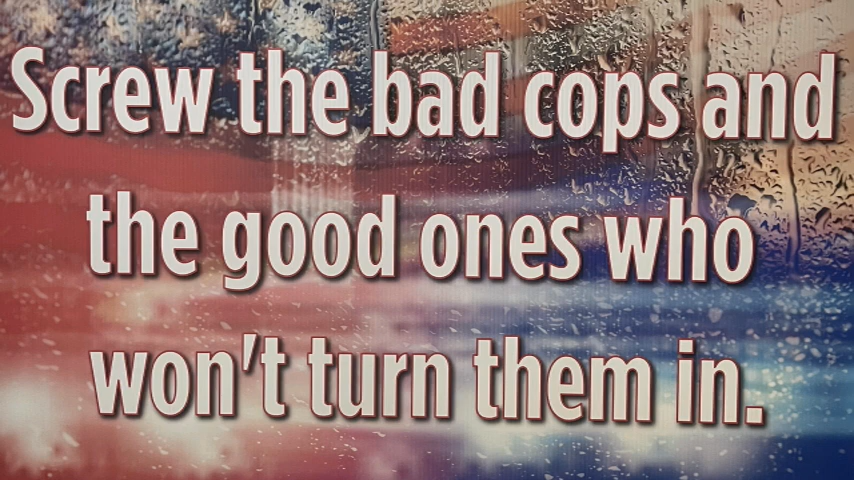 Screw the bad cops and
the good ones who
won't turn them in.